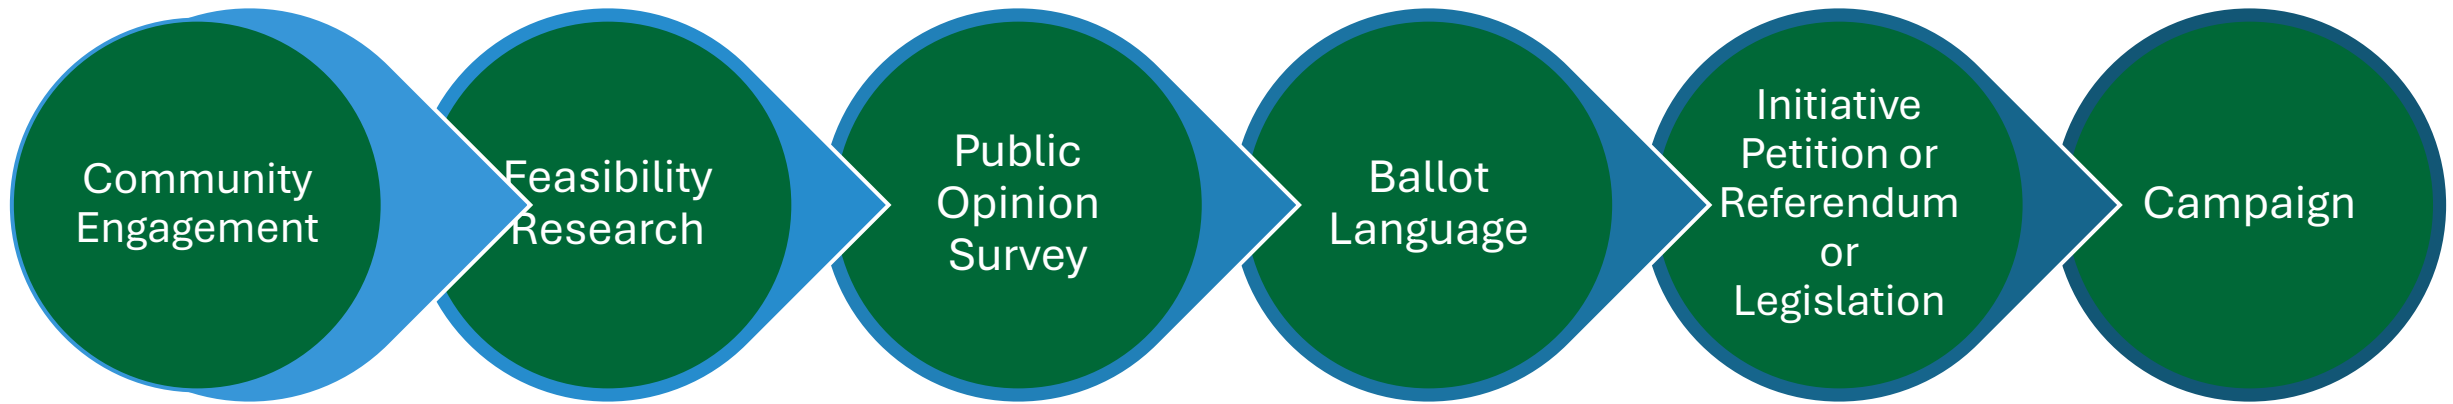 Community
Engagement
Feasibility
Research
Public
Opinion
Survey
Ballot
Language
Initiative
Petition or
Referendum
or
Legislation
Campaign